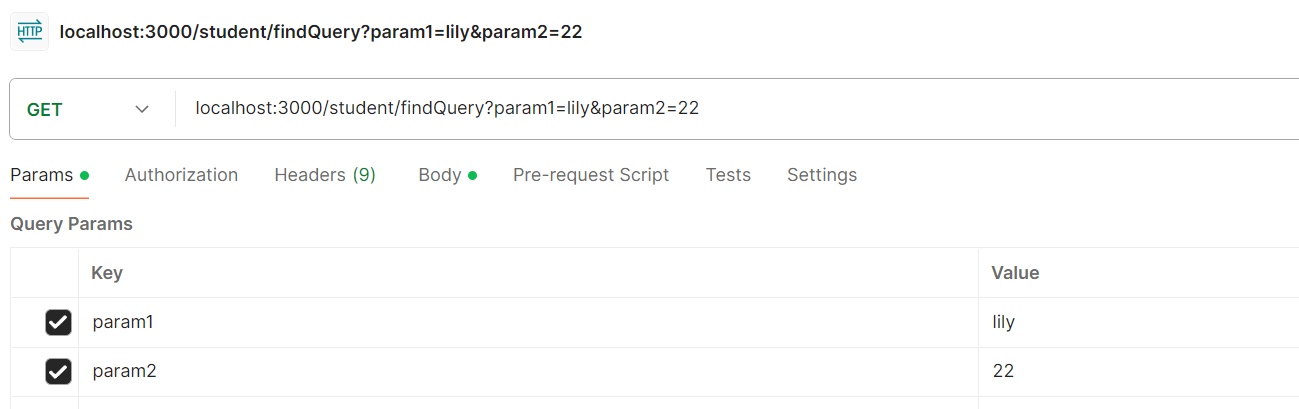 HTTP localhost:3000/student/findQuery?param1=lily&param2=22
GET localhost:3000/student/findQuery?param1=lily&param2=22
Params Authorization Headers (9) Body Pre-request Script Tests Settings
Query Params
Key Value
param1 lily
param2 22